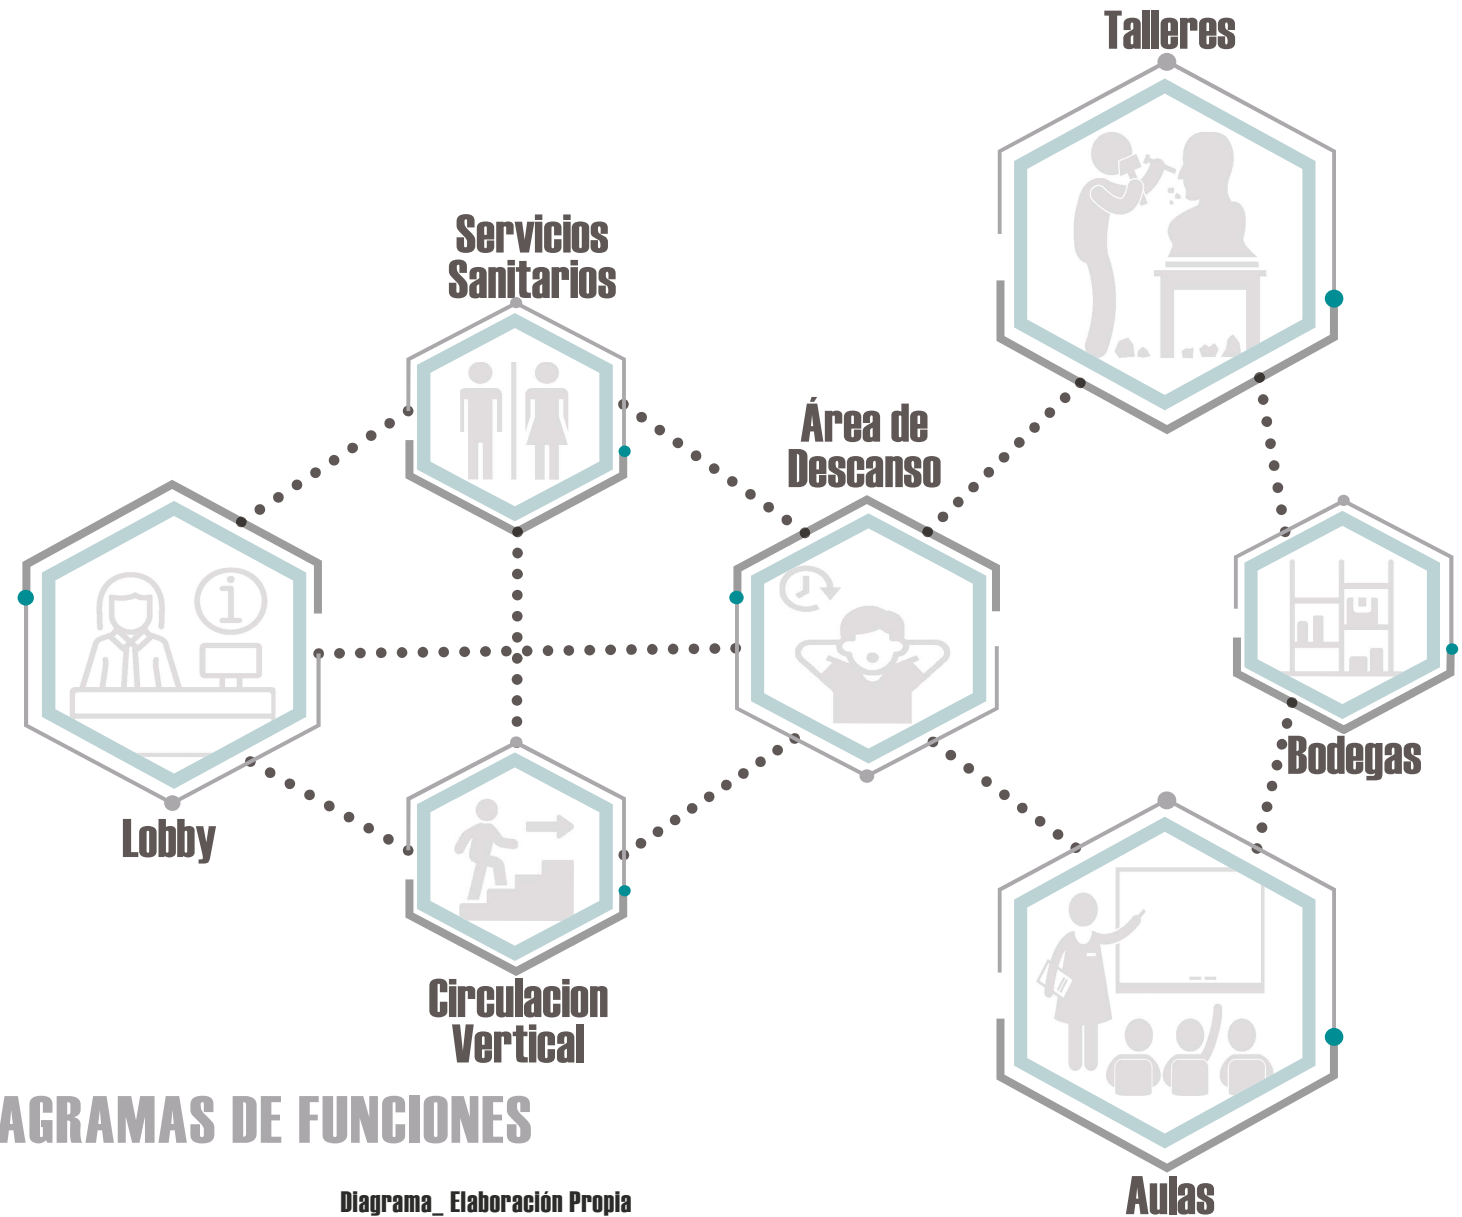 Talleres
Servicios
Sanitarios
Área de
Descanso
Bodegas
Lobby
Circulacion
Vertical
AGRAMAS DE FUNCIONES
Diagrama_ Elaboración Propia
Aulas